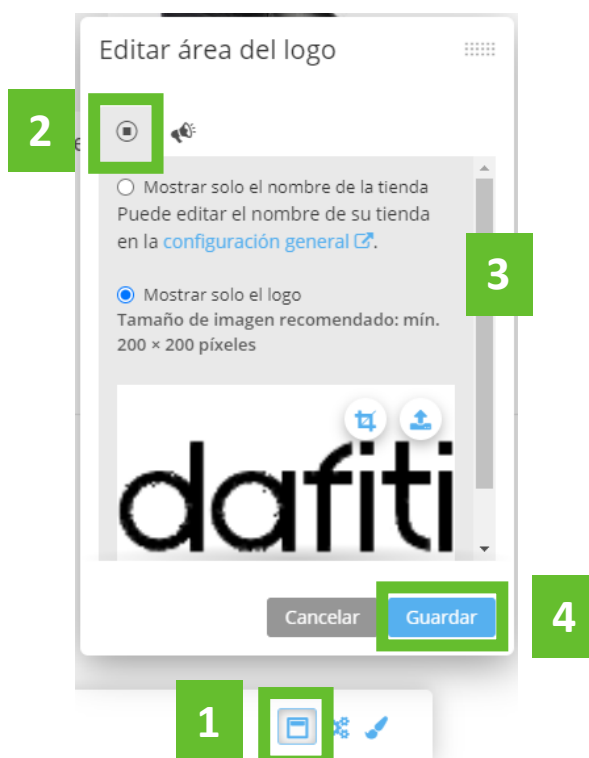 Editar área del logo
2
Mostrar solo el nombre de la tienda
Puede editar el nombre de su tienda
en la configuración general.
3
Mostrar solo el logo
Tamaño de imagen recomendado: mín.
200 × 200 píxeles
dafiti
Cancelar
Guardar
4
1